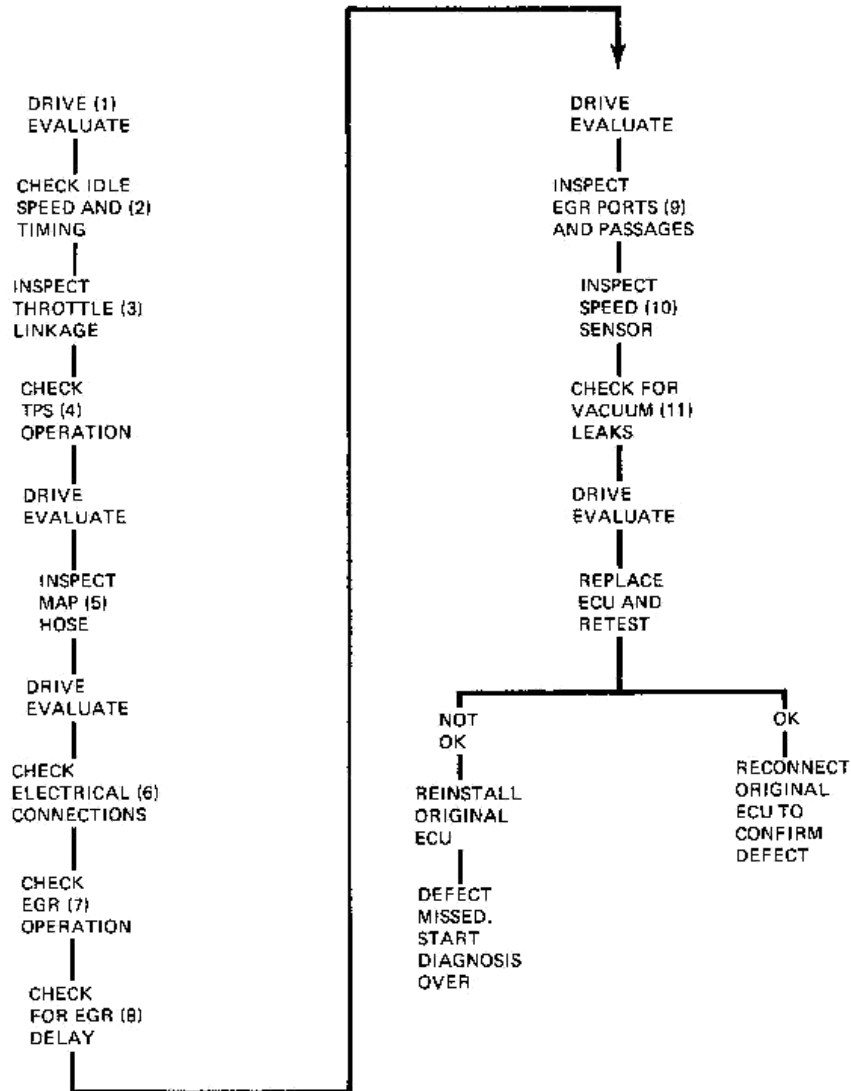 DRIVE (1)
EVALUATE
CHECK IDLE
SPEED AND (2)
TIMING
INSPECT
THROTTLE (3)
LINKAGE
CHECK
TPS (4)
OPERATION
DRIVE
EVALUATE
INSPECT
MAP (5)
HOSE
DRIVE
EVALUATE
CHECK
ELECTRICAL (6)
CONNECTIONS
CHECK
EGR (7)
OPERATION
CHECK
FOR EGR (8)
DELAY
DRIVE
EVALUATE
INSPECT
EGR PORTS (9)
AND PASSAGES
INSPECT
SPEED (10)
SENSOR
CHECK FOR
VACUUM (11)
LEAKS
DRIVE
EVALUATE
REPLACE
ECU AND
RETEST
NOT
OK
REINSTALL
ORIGINAL
ECU
DEFECT
MISSED.
START
DIAGNOSIS
OVER
OK
RECONNECT
ORIGINAL
ECU TO
CONFIRM
DEFECT